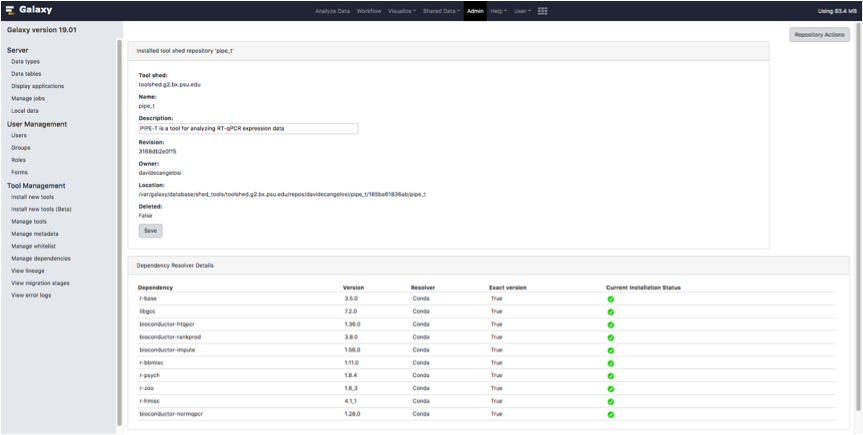 Galaxy
Analyze Data Workflow Visualize Shared Data Admin Help User
Using 83.4 MB
Galaxy version 19.01
Server
Data types
Data tables
Display applications
Manage jobs
Local data
User Management
Users
Groups
Roles
Forms
Tool Management
Install new tools
Install new tools (Beta)
Manage tools
Manage metadata
Manage whitelist
Manage dependencies
View lineage
View migration stages
View error logs
Repository Actions
Installed tool shed repository 'pipe_t'
Tool shed:
toolshed.g2.bx.psu.edu
Name:
pipe_t
Description:
PIPE-T is a tool for analyzing RT-qPCR expression data
Revision:
3168db2e0ff5
Owner:
davidecangelosi
Location:
/var/galaxy/database/shed_tools/toolshed.g2.bx.psu.edu/repos/davidecangelosi/pipe_t/185ba61836ab/pipe_t
Deleted:
False
Save
Dependency Resolver Details
Dependency Version Resolver Exact version Current Installation Status
r-base 3.5.0 Conda True
libgcc 7.2.0 Conda True
bioconductor-htqpcr 1.36.0 Conda True
bioconductor-rankprod 3.8.0 Conda True
bioconductor-impute 1.56.0 Conda True
r-bbmisc 1.11.0 Conda True
r-psych 1.8.4 Conda True
r-zoo 1.8_3 Conda True
r-hmisc 4.1_1 Conda True
bioconductor-normqpcr 1.28.0 Conda True